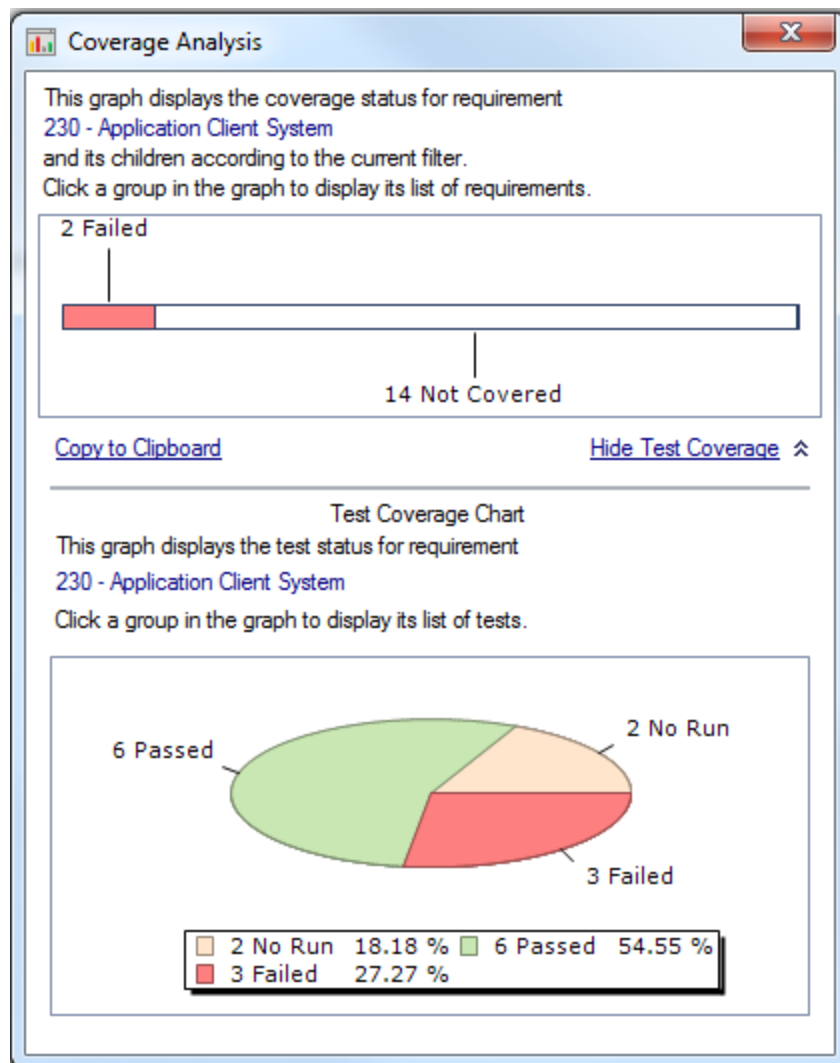 Coverage Analysis
This graph displays the coverage status for requirement
230 - Application Client System
and its children according to the current filter.
Click a group in the graph to display its list of requirements.
2 Failed
14 Not Covered
Copy to Clipboard Hide Test Coverage
Test Coverage Chart
This graph displays the test status for requirement
230 - Application Client System
Click a group in the graph to display its list of tests.
2 No Run
6 Passed
3 Failed
2 No Run 18.18 % 6 Passed 54.55 %
3 Failed 27.27 %